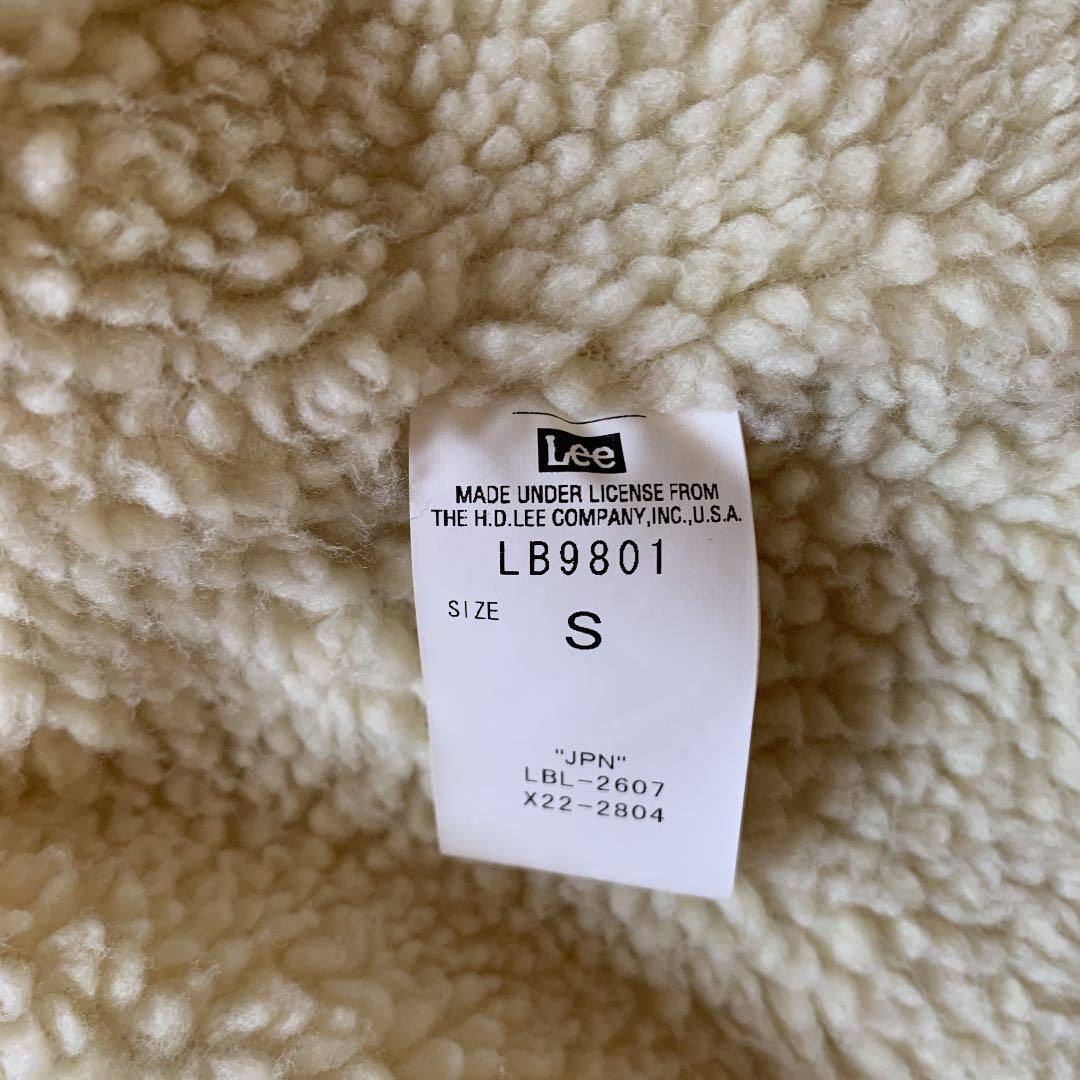 Lee
MADE UNDER LICENSE FROM
THE H.D.LEE COMPANY,INC.,U.S.A.
LB9801
SIZE S
"JPN"
LBL-2607
X22-2804